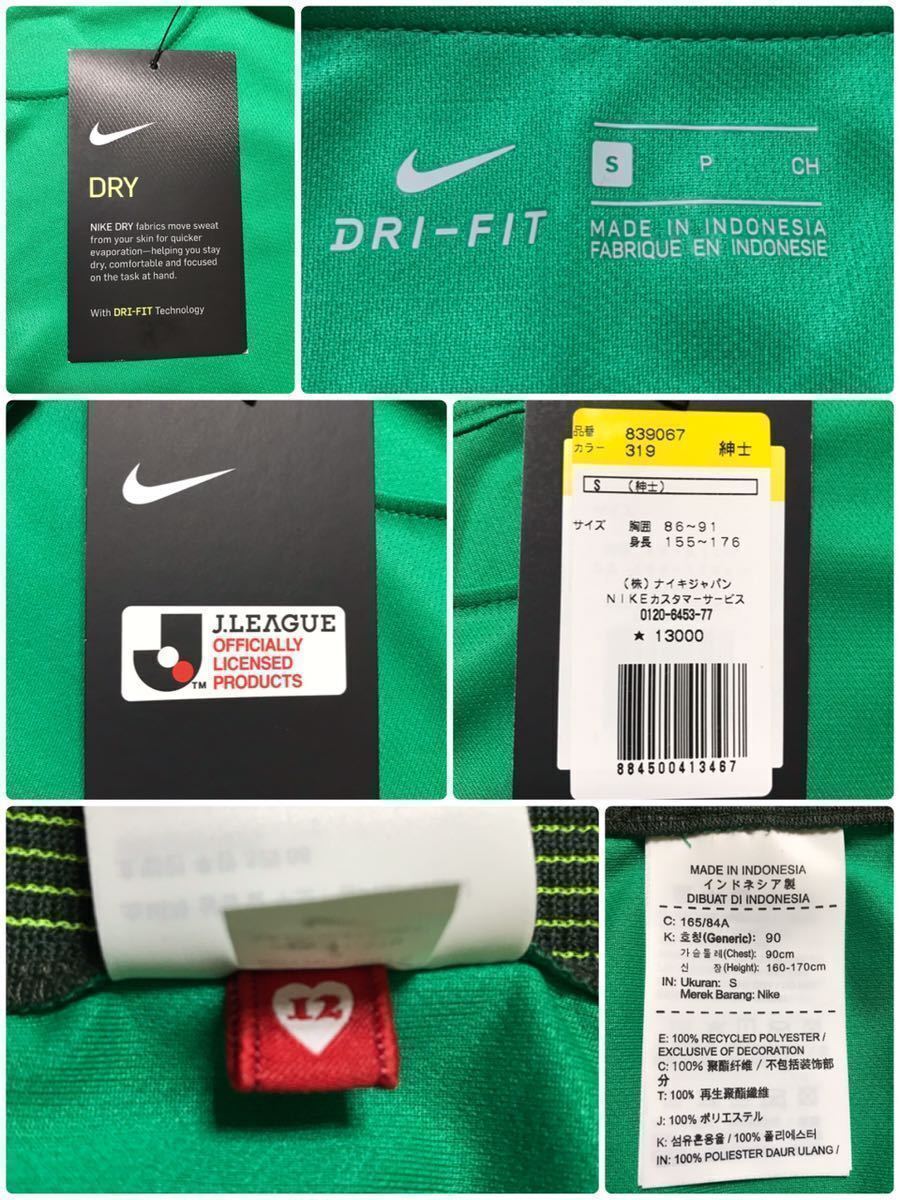 DRY
NIKE DRY fabrics move sweat
from your skin for quicker
evaporation—helping you stay
dry, comfortable and focused
on the task at hand.
With DRI-FIT Technology
DRI-FIT
S P CH
MADE IN INDONESIA
FABRIQUE EN INDONESIE
J.LEAGUE
OFFICIALLY
LICENSED
PRODUCTS
TM
品番 839067
カラー 319 紳士
S (紳士)
サイズ 胸囲 86~91
身長 155~176
(株)ナイキジャパン
NIKEカスタマーサービス
0120-6453-77
★ 13000
884500413467
12
MADE IN INDONESIA
インドネシア製
DIBUAT DI INDONESIA
C: 165/84A
K: 호칭(Generic): 90
가슴둘레(Chest): 90cm
신 장(Height): 160-170cm
IN: Ukuran: S
Merek Barang: Nike
E: 100% RECYCLED POLYESTER /
EXCLUSIVE OF DECORATION
C: 100% 聚酯纤维 / 不包括装饰部
分
T: 100% 再生聚酯纖維
J: 100% ポリエステル
K: 섬유혼용율 / 100% 폴리에스터
IN: 100% POLIESTER DAUR ULANG /